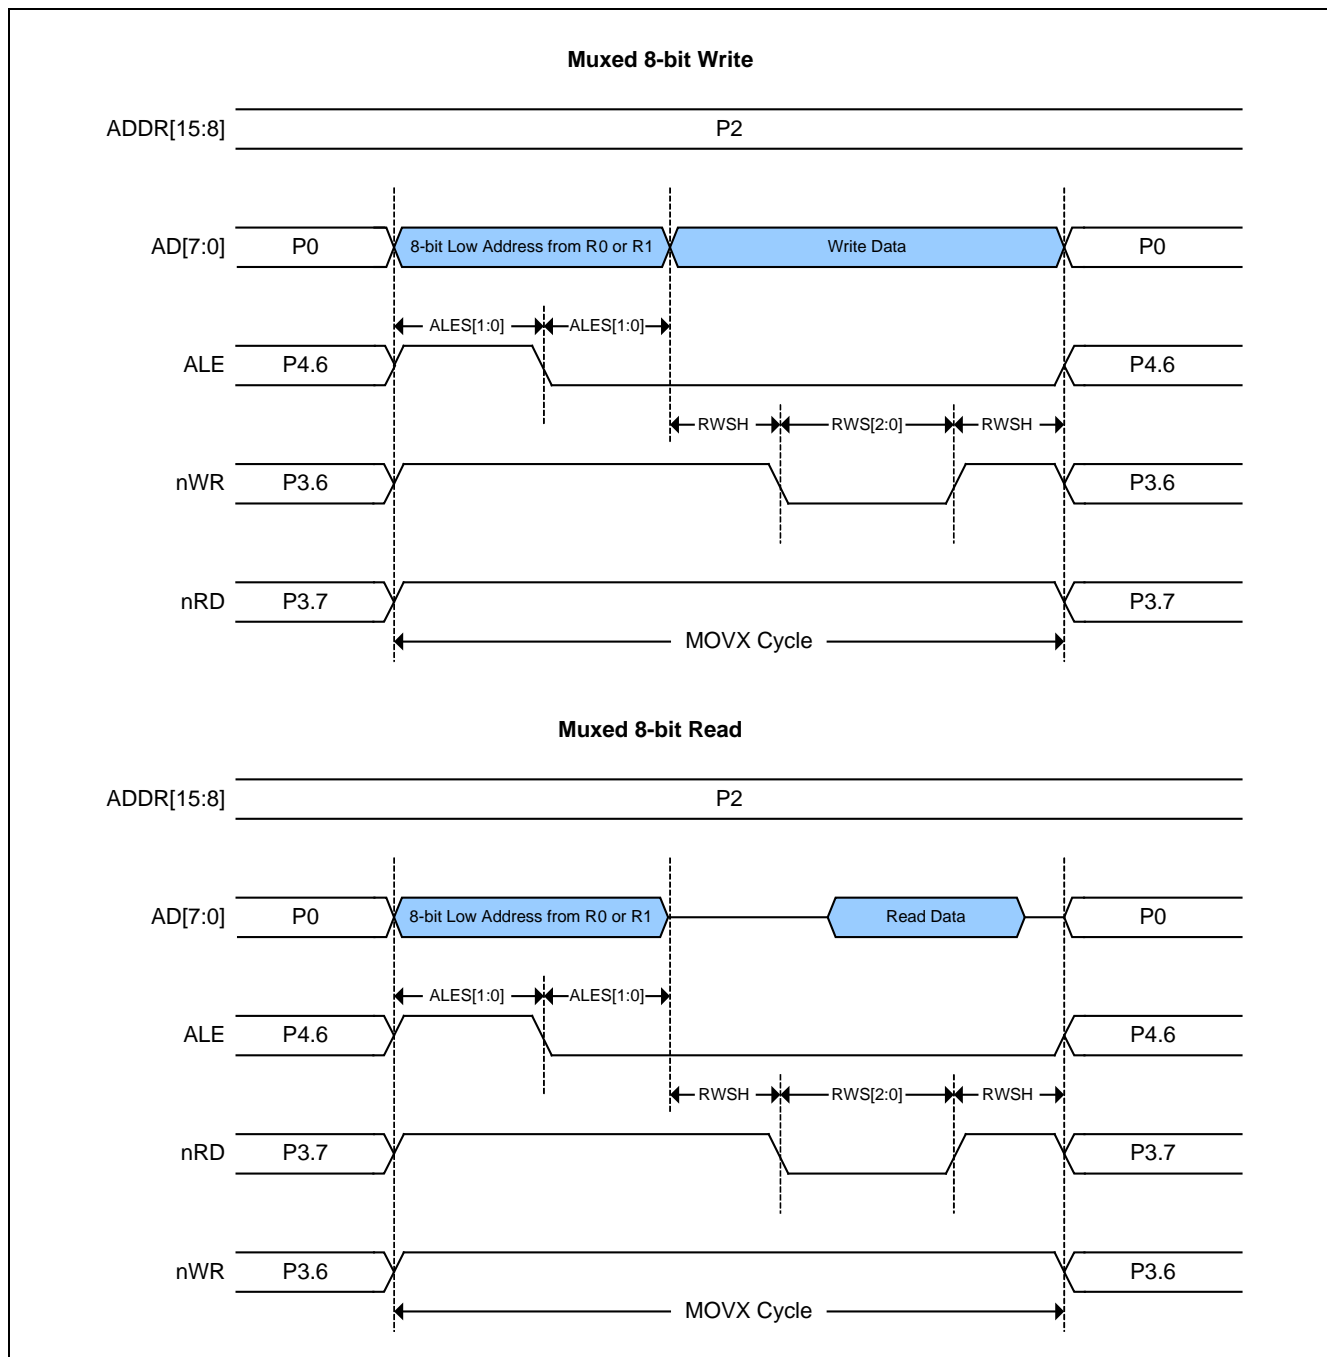 Muxed 8-bit Write
ADDR[15:8] P2
AD[7:0] P0 8-bit Low Address from R0 or R1 Write Data P0
ALES[1:0] ALES[1:0]
ALE P4.6 P4.6
RWSH RWS[2:0] RWSH
nWR P3.6 P3.6
nRD P3.7 P3.7
MOVX Cycle
Muxed 8-bit Read
ADDR[15:8] P2
AD[7:0] P0 8-bit Low Address from R0 or R1 Read Data P0
ALES[1:0] ALES[1:0]
ALE P4.6 P4.6
RWSH RWS[2:0] RWSH
nRD P3.7 P3.7
nWR P3.6 P3.6
MOVX Cycle